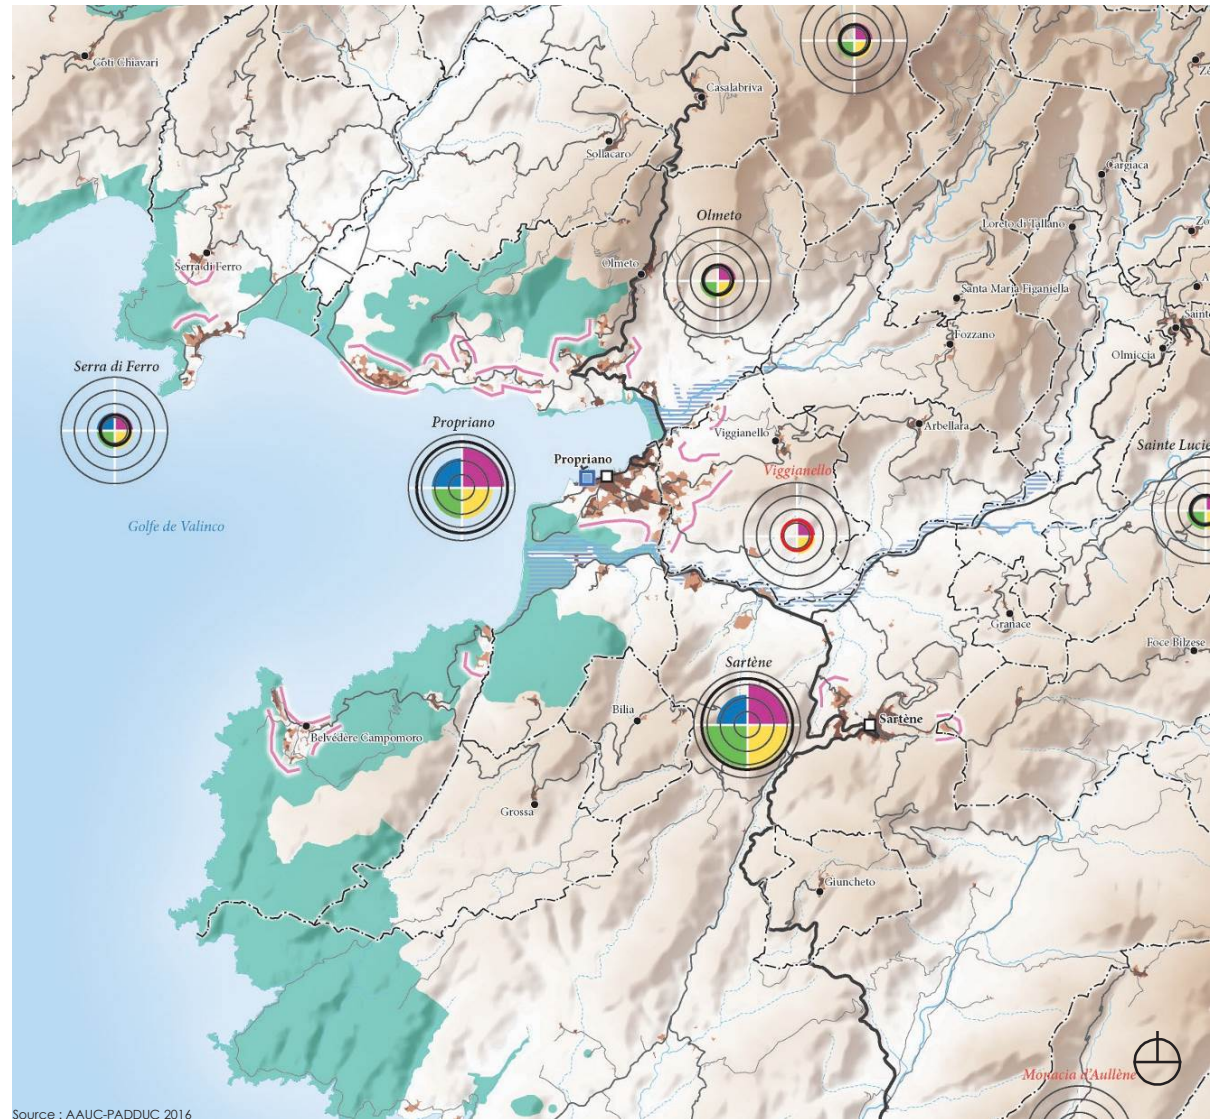 Coti Chiavari
Casalabriva
Sollacaro
Cargiaca
Olmeto
Loreto di Tallano
Serra di Ferro
Olmeto
Santa Maria Figaniella
Sainte
Fozzano
Olmiccia
Serra di Ferro
Propriano
Viggianello
Arbellara
Sainte Lucie
Propriano
Viggianello
Golfe de Valinco
Granace
Foce Bilzese
Sartène
Bilia
Sartène
Belvédère Campomoro
Grossa
Giuncheto
Monacia d'Aullène
Source : AAUC-PADDUC 2016